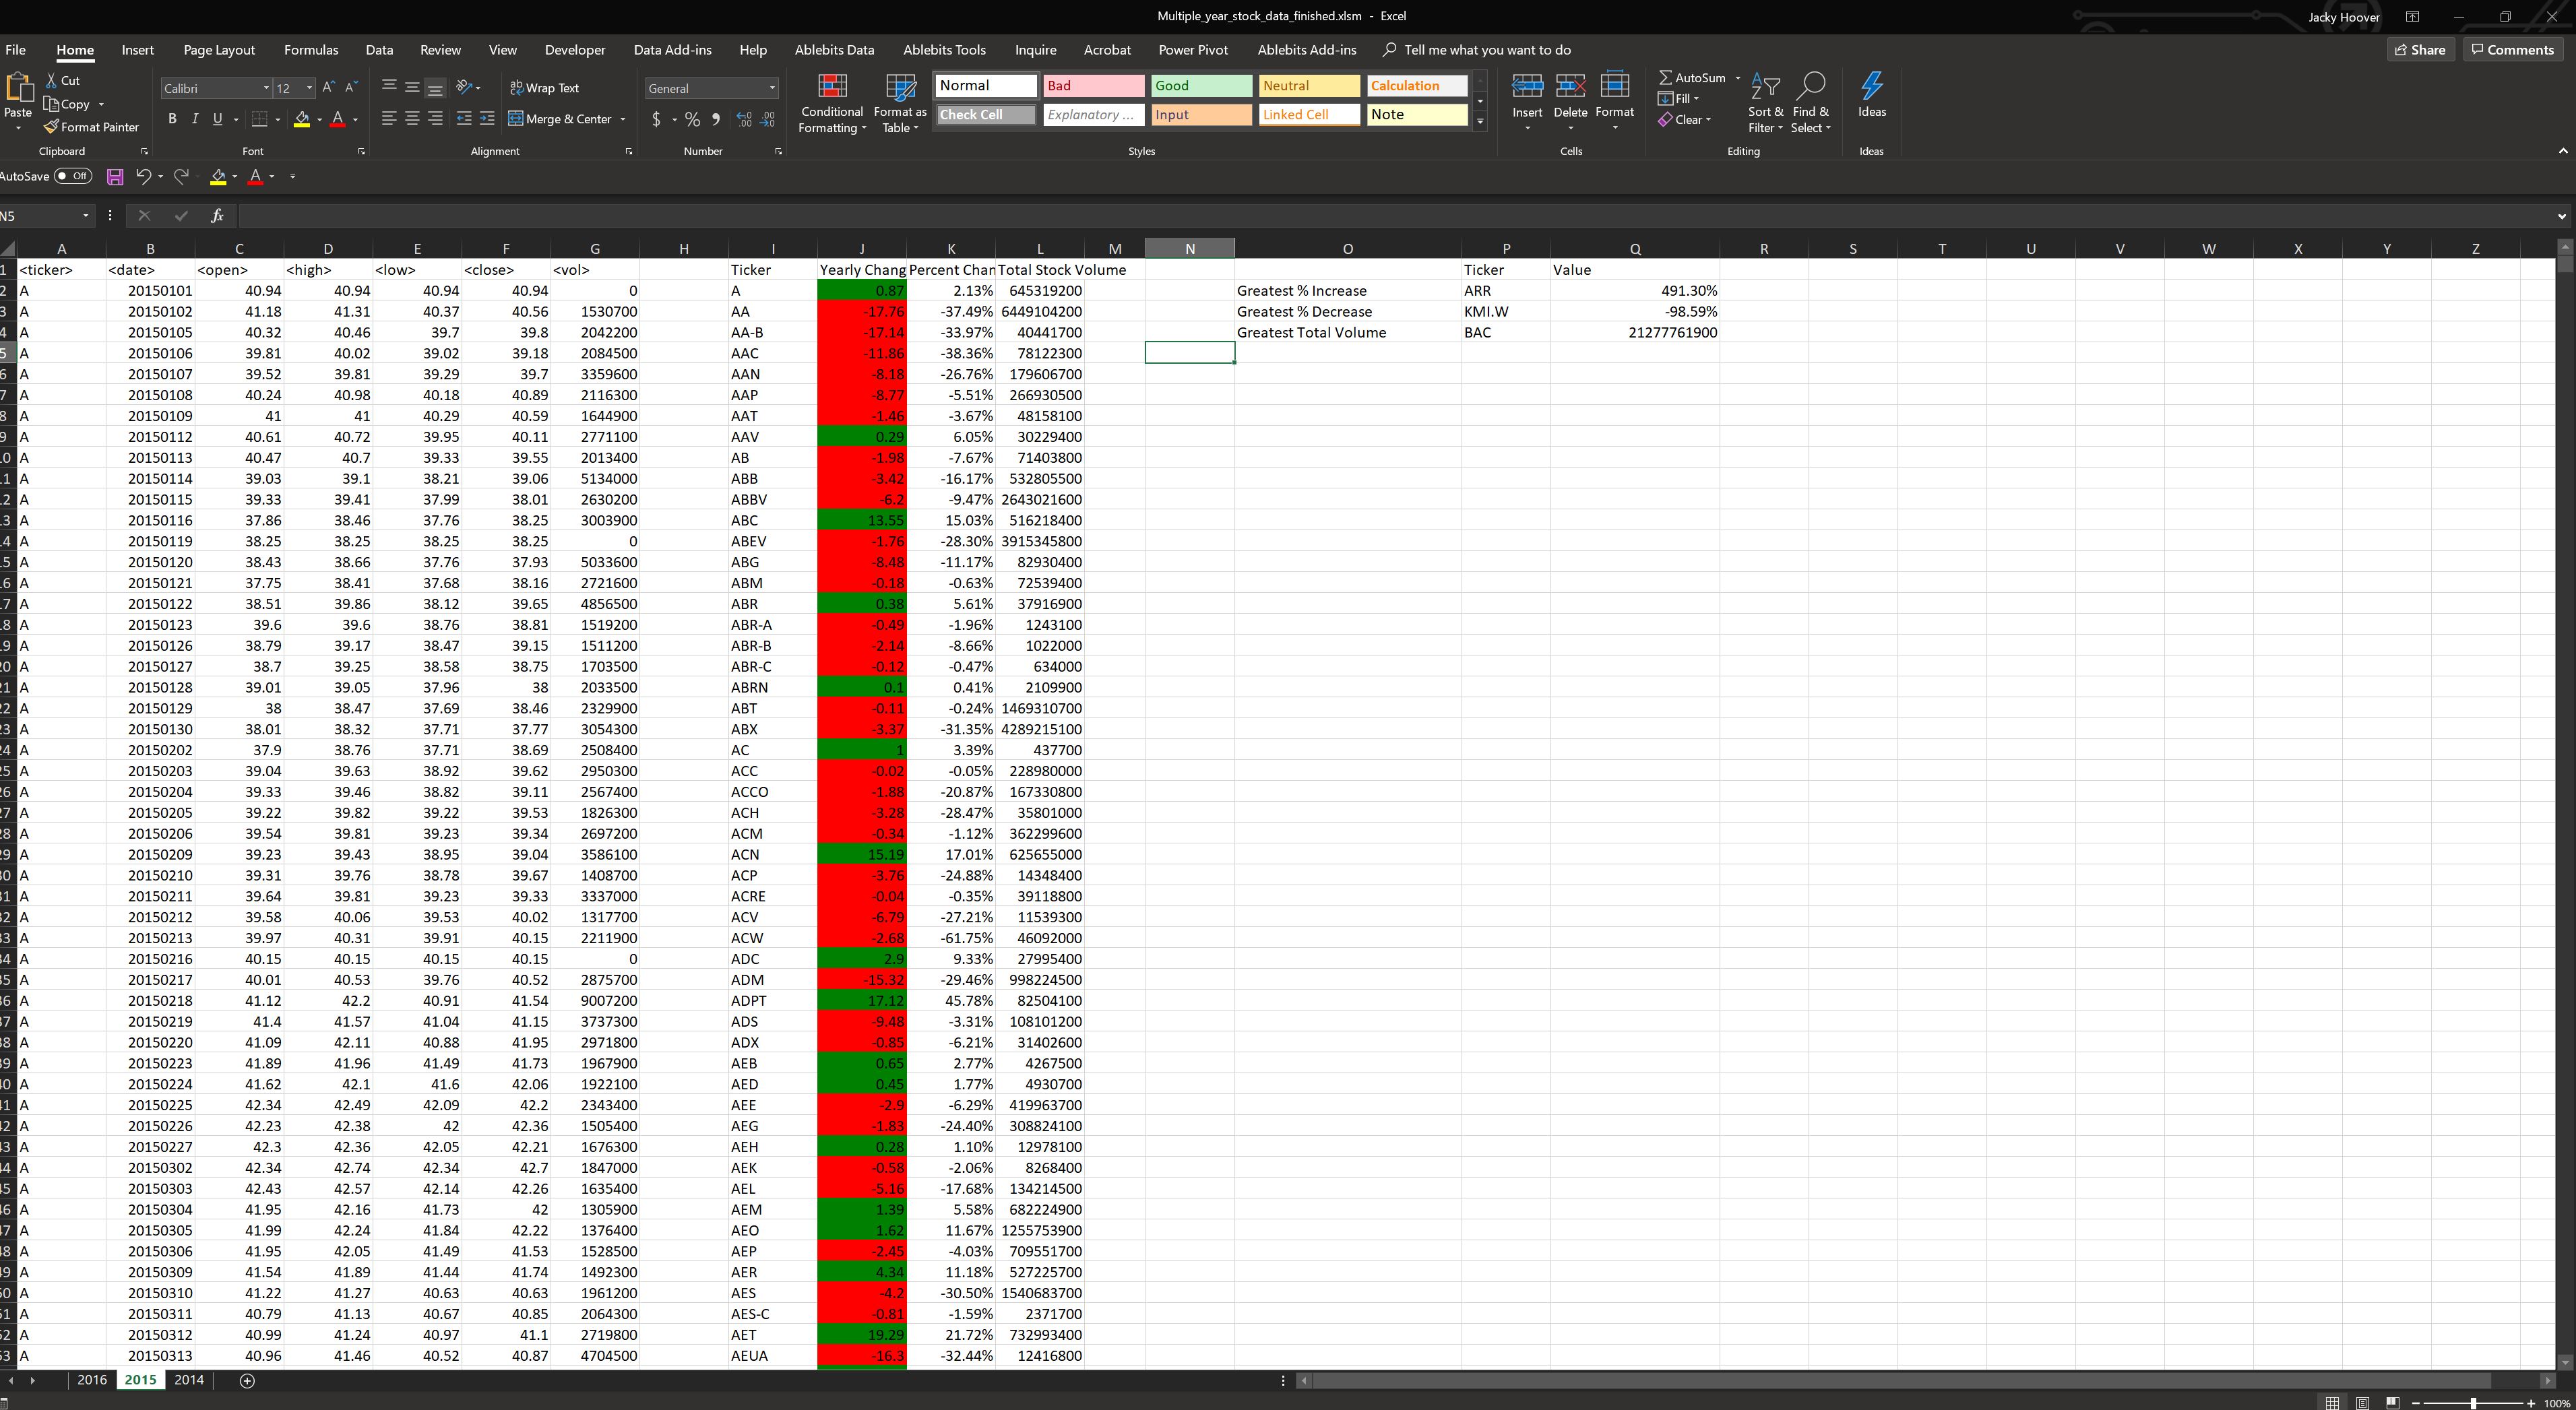 Multiple_year_stock_data_finished.xlsm - Excel
Jacky Hoover
File Home Insert Page Layout Formulas Data Review View Developer Data Add-ins Help Ablebits Data Ablebits Tools Inquire Acrobat Power Pivot Ablebits Add-ins Tell me what you want to do Share Comments
Paste Cut Copy Format Painter
Calibri 12
B I U
Wrap Text
Merge & Center
General
$ % 9
Conditional Formatting Format as Table
Normal Bad Good Neutral Calculation
Check Cell Explanatory ... Input Linked Cell Note
Insert Delete Format
AutoSum Fill Clear
Sort & Filter Find & Select
Ideas
Clipboard Font Alignment Number Styles Cells Editing Ideas
AutoSave Off
N5 fx
A B C D E F G H I J K L M N O P Q R S T U V W X Y Z
1 <ticker> <date> <open> <high> <low> <close> <vol> Ticker Yearly Chang Percent Chan Total Stock Volume Ticker Value
2 A 20150101 40.94 40.94 40.94 40.94 0 A 0.87 2.13% 645319200 Greatest % Increase ARR 491.30%
3 A 20150102 41.18 41.31 40.37 40.56 1530700 AA -17.76 -37.49% 6449104200 Greatest % Decrease KMI.W -98.59%
4 A 20150105 40.32 40.46 39.7 39.8 2042200 AA-B -17.14 -33.97% 40441700 Greatest Total Volume BAC 21277761900
5 A 20150106 39.81 40.02 39.02 39.18 2084500 AAC -11.86 -38.36% 78122300
6 A 20150107 39.52 39.81 39.29 39.7 3359600 AAN -8.18 -26.76% 179606700
7 A 20150108 40.24 40.98 40.18 40.89 2116300 AAP -8.77 -5.51% 266930500
8 A 20150109 41 41 40.29 40.59 1644900 AAT -1.46 -3.67% 48158100
9 A 20150112 40.61 40.72 39.95 40.11 2771100 AAV 0.29 6.05% 30229400
0 A 20150113 40.47 40.7 39.33 39.55 2013400 AB -1.98 -7.67% 71403800
1 A 20150114 39.03 39.1 38.21 39.06 5134000 ABB -3.42 -16.17% 532805500
2 A 20150115 39.33 39.41 37.99 38.01 2630200 ABBV -6.2 -9.47% 2643021600
3 A 20150116 37.86 38.46 37.76 38.25 3003900 ABC 13.55 15.03% 516218400
4 A 20150119 38.25 38.25 38.25 38.25 0 ABEV -1.76 -28.30% 3915345800
5 A 20150120 38.43 38.66 37.76 37.93 5033600 ABG -8.48 -11.17% 82930400
6 A 20150121 37.75 38.41 37.68 38.16 2721600 ABM -0.18 -0.63% 72539400
7 A 20150122 38.51 39.86 38.12 39.65 4856500 ABR 0.38 5.61% 37916900
8 A 20150123 39.6 39.6 38.76 38.81 1519200 ABR-A -0.49 -1.96% 1243100
9 A 20150126 38.79 39.17 38.47 39.15 1511200 ABR-B -2.14 -8.66% 1022000
20 A 20150127 38.7 39.25 38.58 38.75 1703500 ABR-C -0.12 -0.47% 634000
21 A 20150128 39.01 39.05 37.96 38 2033500 ABRN 0.1 0.41% 2109900
22 A 20150129 38 38.47 37.69 38.46 2329900 ABT -0.11 -0.24% 1469310700
23 A 20150130 38.01 38.32 37.71 37.77 3054300 ABX -3.37 -31.35% 4289215100
24 A 20150202 37.9 38.76 37.71 38.69 2508400 AC 1 3.39% 437700
25 A 20150203 39.04 39.63 38.92 39.62 2950300 ACC -0.02 -0.05% 228980000
26 A 20150204 39.33 39.46 38.82 39.11 2567400 ACCO -1.88 -20.87% 167330800
27 A 20150205 39.22 39.82 39.22 39.53 1826300 ACH -3.28 -28.47% 35801000
28 A 20150206 39.54 39.81 39.23 39.34 2697200 ACM -0.34 -1.12% 362299600
29 A 20150209 39.23 39.43 38.95 39.04 3586100 ACN 15.19 17.01% 625655000
30 A 20150210 39.31 39.76 38.78 39.67 1408700 ACP -3.76 -24.88% 14348400
31 A 20150211 39.64 39.81 39.23 39.33 3337000 ACRE -0.04 -0.35% 39118800
32 A 20150212 39.58 40.06 39.53 40.02 1317700 ACV -6.79 -27.21% 11539300
33 A 20150213 39.97 40.31 39.91 40.15 2211900 ACW -2.68 -61.75% 46092000
34 A 20150216 40.15 40.15 40.15 40.15 0 ADC 2.9 9.33% 27995400
35 A 20150217 40.01 40.53 39.76 40.52 2875700 ADM -15.32 -29.46% 998224500
36 A 20150218 41.12 42.2 40.91 41.54 9007200 ADPT 17.12 45.78% 82504100
37 A 20150219 41.4 41.57 41.04 41.15 3737300 ADS -9.48 -3.31% 108101200
38 A 20150220 41.09 42.11 40.88 41.95 2971800 ADX -0.85 -6.21% 31402600
39 A 20150223 41.89 41.96 41.49 41.73 1967900 AEB 0.65 2.77% 4267500
40 A 20150224 41.62 42.1 41.6 42.06 1922100 AED 0.45 1.77% 4930700
41 A 20150225 42.34 42.49 42.09 42.2 2343400 AEE -2.9 -6.29% 419963700
42 A 20150226 42.23 42.38 42 42.36 1505400 AEG -1.83 -24.40% 308824100
43 A 20150227 42.3 42.36 42.05 42.21 1676300 AEH 0.28 1.10% 12978100
44 A 20150302 42.34 42.74 42.34 42.7 1847000 AEK -0.58 -2.06% 8268400
45 A 20150303 42.43 42.57 42.14 42.26 1635400 AEL -5.16 -17.68% 134214500
46 A 20150304 41.95 42.16 41.73 42 1305900 AEM 1.39 5.58% 682224900
47 A 20150305 41.99 42.24 41.84 42.22 1376400 AEO 1.62 11.67% 1255753900
48 A 20150306 41.95 42.05 41.49 41.53 1528500 AEP -2.45 -4.03% 709551700
49 A 20150309 41.54 41.89 41.44 41.74 1492300 AER 4.34 11.18% 527225700
50 A 20150310 41.22 41.27 40.63 40.63 1961200 AES -4.2 -30.50% 1540683700
51 A 20150311 40.79 41.13 40.67 40.85 2064300 AES-C -0.81 -1.59% 2371700
52 A 20150312 40.99 41.24 40.97 41.1 2719800 AET 19.29 21.72% 732993400
53 A 20150313 40.96 41.46 40.52 40.87 4704500 AEUA -16.3 -32.44% 12416800
2016 2015 2014
100%